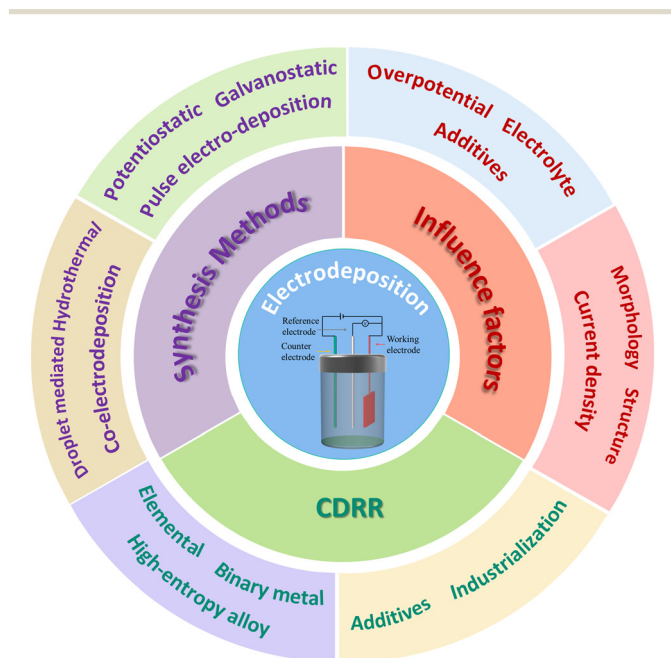 Potentiostatic Galvanostatic
Pulse electro-deposition
Overpotential Electrolyte
Additives
Synthesis Methods
Influence factors
Electrodeposition
Reference
electrode
Counter
electrode
Working
electrode
Droplet mediated Hydrothermal/
Co-electrodeposition
Morphology Structure
Current density
CDRR
Elemental Binary metal
High-entropy alloy
Additives Industrialization